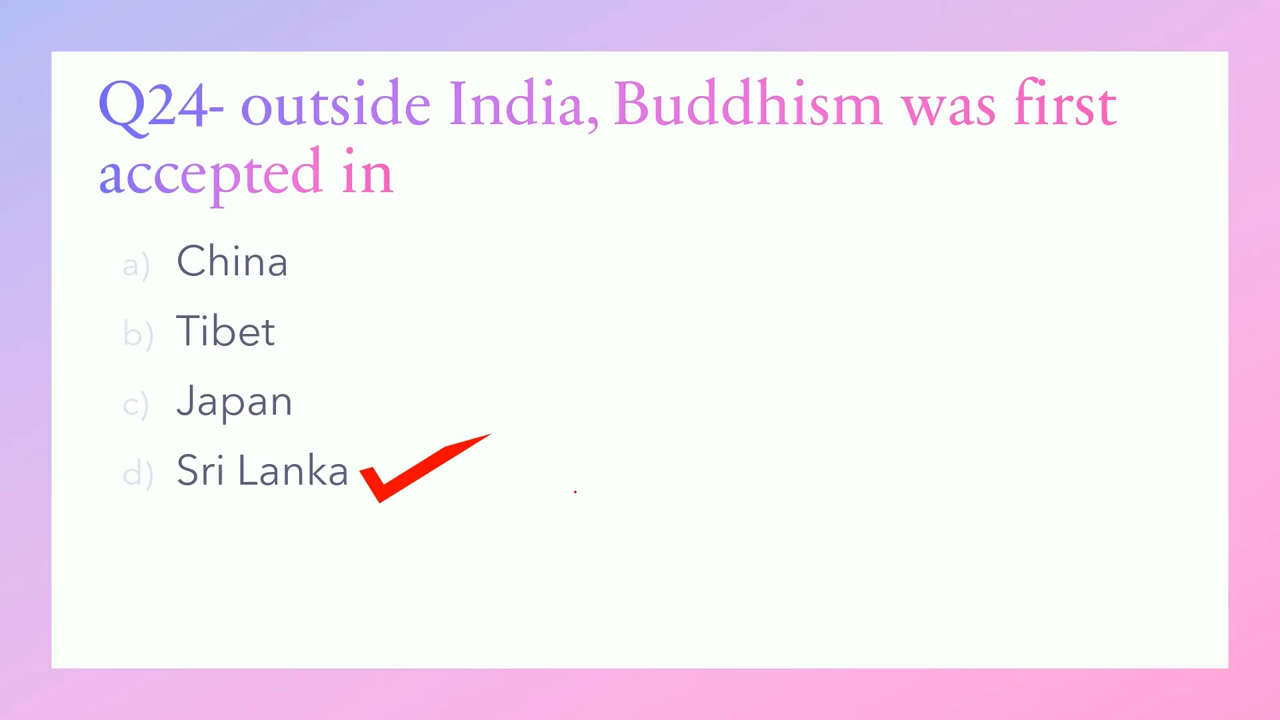 Q24- outside India, Buddhism was first
accepted in
a) China
b) Tibet
c) Japan
d) Sri Lanka